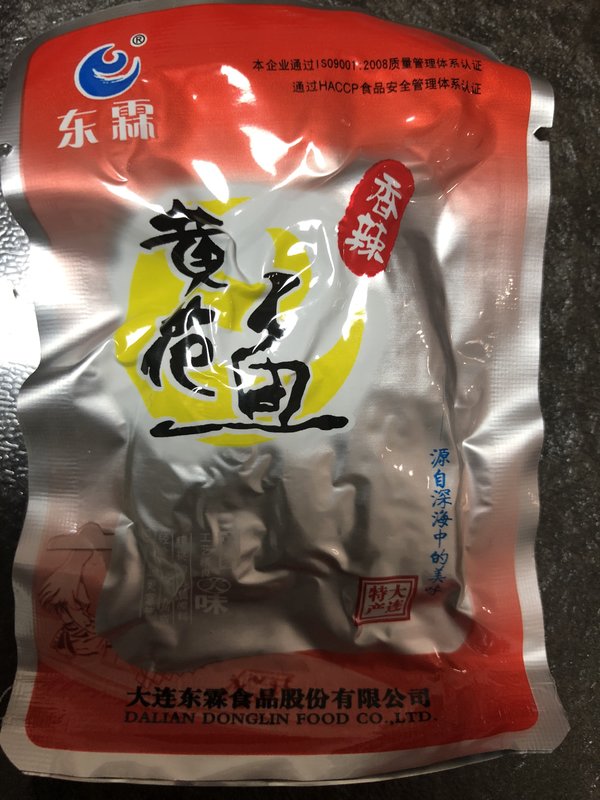 ®
东霖
本企业通过ISO9001:2008质量管理体系认证
通过HACCP食品安全管理体系认证
香辣
黄花鱼
源自深海中的美味
大连
特产
味
大连东霖食品股份有限公司
DALIAN DONGLIN FOOD CO.,LTD.